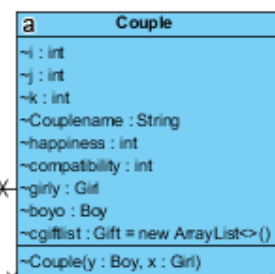 a Couple
~i : int
~j : int
~k : int
~Couplename : String
~happiness : int
~compatibility : int
~girly : Girl
~boyo : Boy
~cgiftlist : Gift = new ArrayList<>()
~Couple(y : Boy, x : Girl)